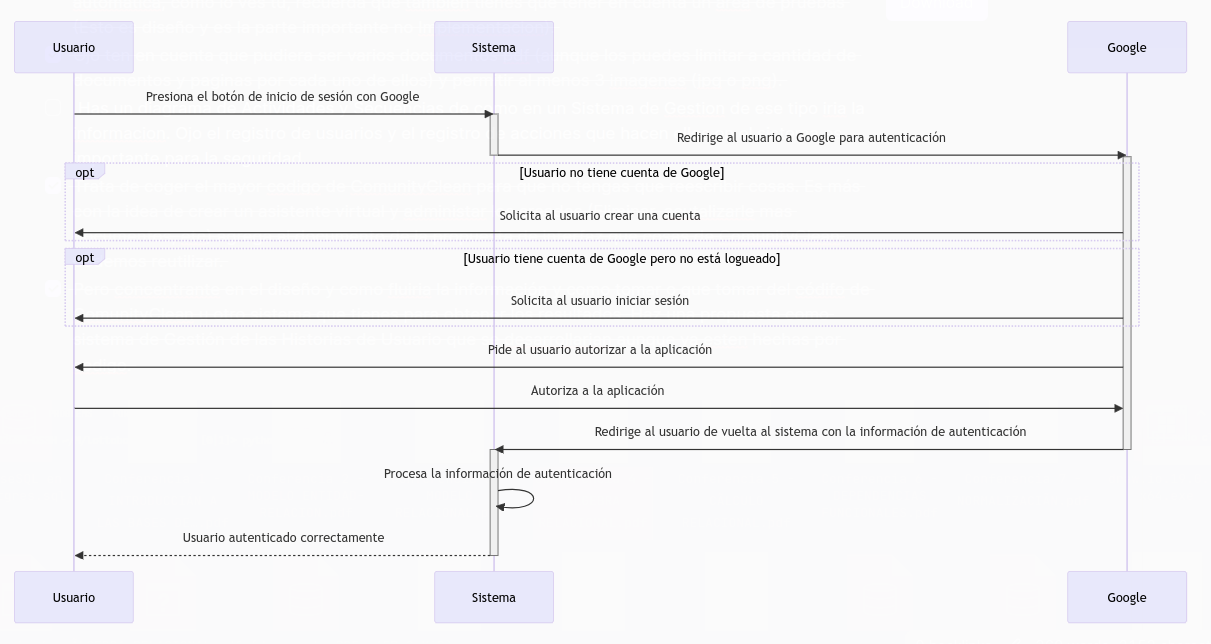 Usuario Sistema Google
Presiona el botón de inicio de sesión con Google
Redirige al usuario a Google para autenticación
opt [Usuario no tiene cuenta de Google]
Solicita al usuario crear una cuenta
opt [Usuario tiene cuenta de Google pero no está logueado]
Solicita al usuario iniciar sesión
Pide al usuario autorizar a la aplicación
Autoriza a la aplicación
Redirige al usuario de vuelta al sistema con la información de autenticación
Procesa la información de autenticación
Usuario autenticado correctamente
Usuario Sistema Google